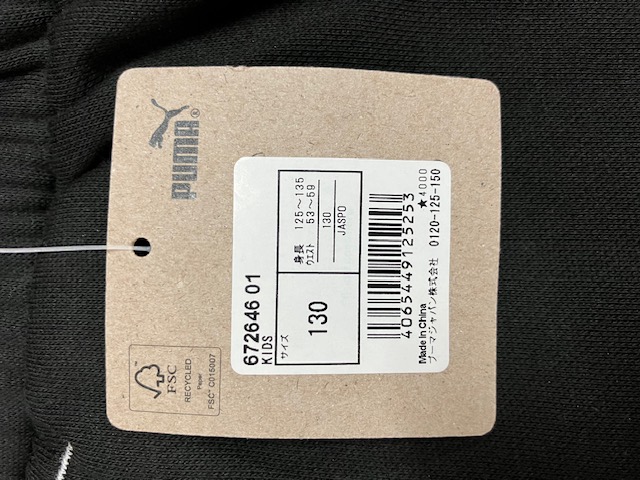 PUMA®
672646 01
KIDS
サイズ
130
身長 125～135
ウエスト 53～59
130
JASPO
4065449125253
★4000
Made In China
プーマジャパン株式会社 0120-125-150
FSC
RECYCLED
Paper
FSC® C015007